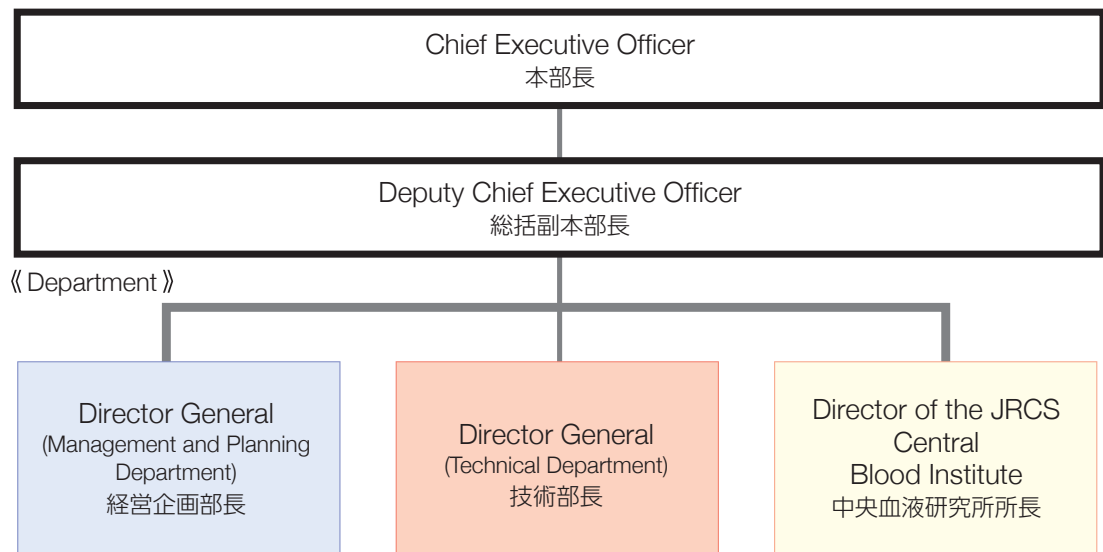 Chief Executive Officer
本部長
Deputy Chief Executive Officer
総括副本部長
《Department》
Director General
(Management and Planning
Department)
経営企画部長
Director General
(Technical Department)
技術部長
Director of the JRCS
Central
Blood Institute
中央血液研究所所長